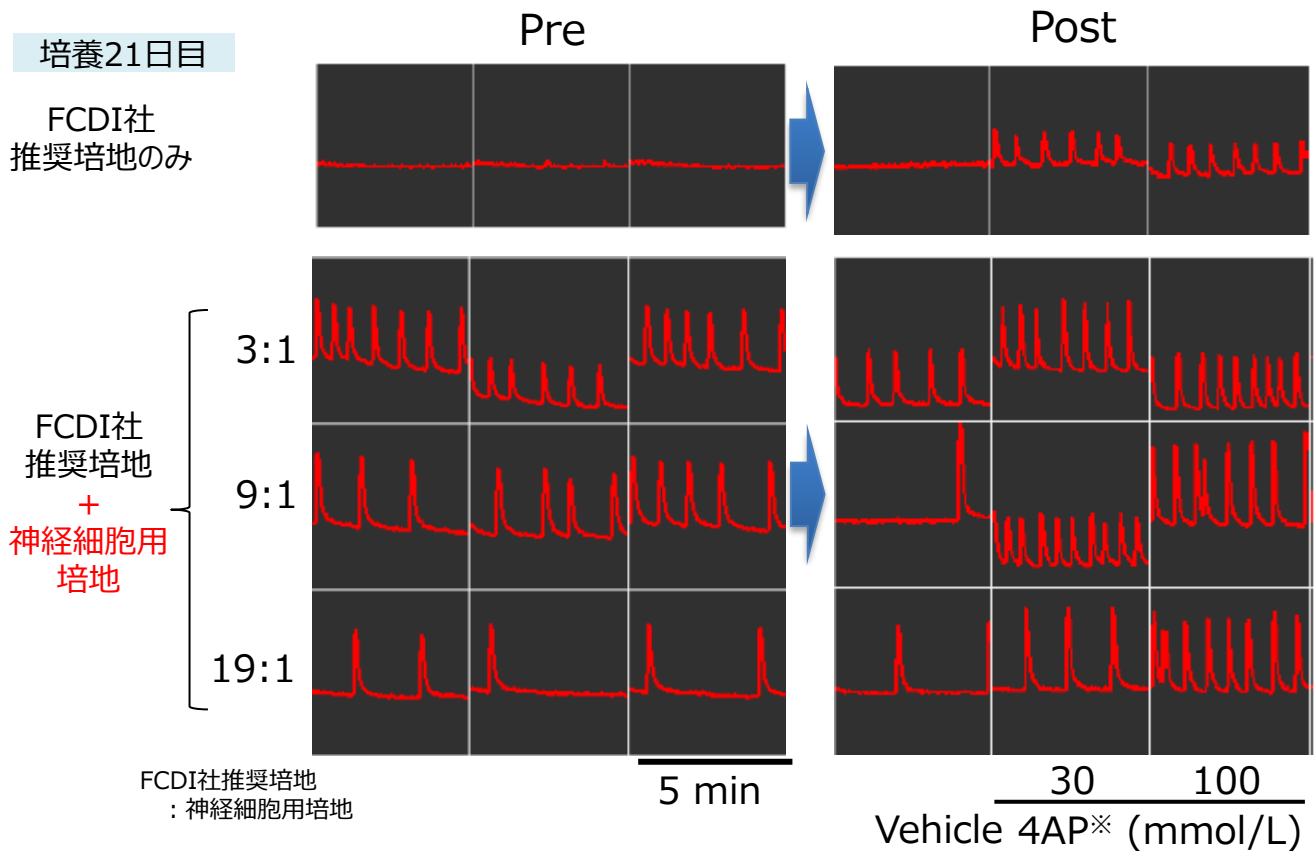 Pre
Post
培養21日目
FCDI社
推奨培地のみ
3:1
FCDI社
推奨培地
+
神経細胞用
培地
9:1
19:1
FCDI社推奨培地
：神経細胞用培地
5 min
30
100
Vehicle 4AP※ (mmol/L)